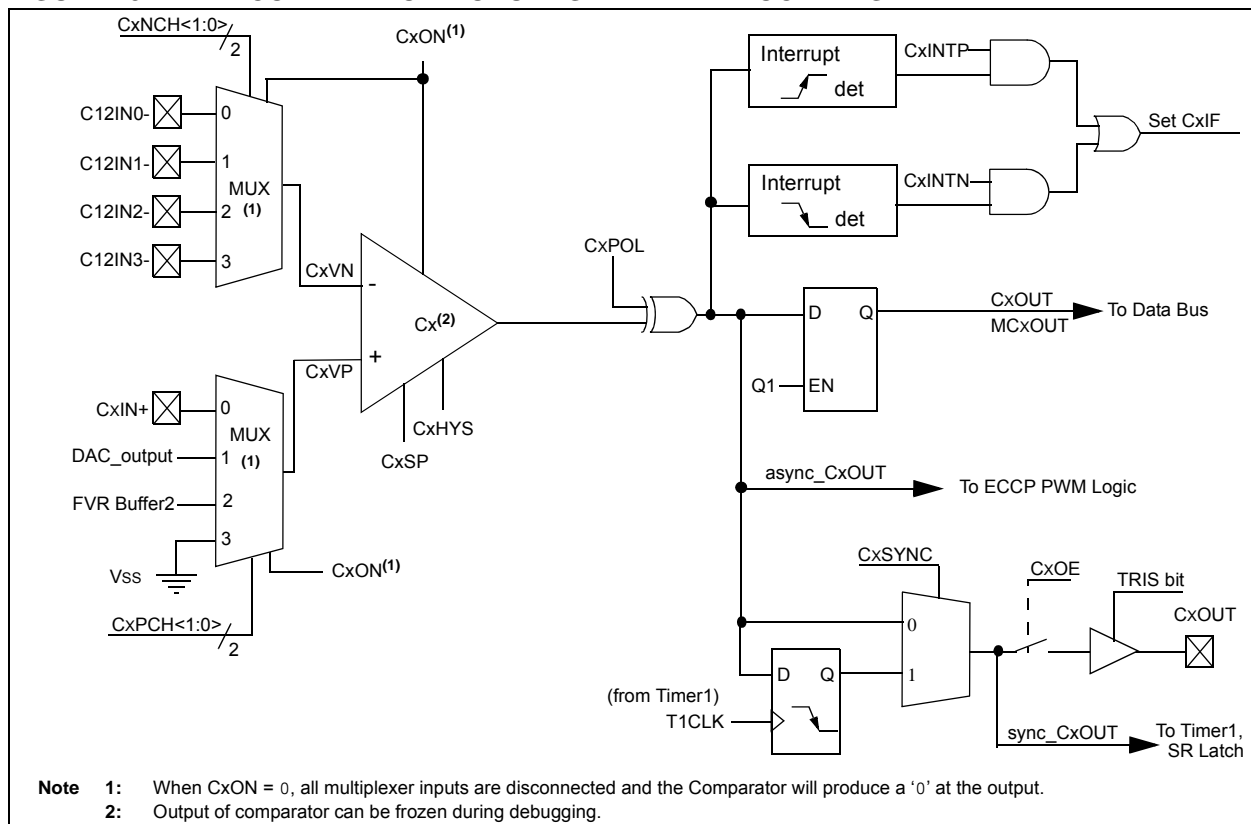 CxNCH<1:0>
2
CxON(1)
C12IN0-
0
C12IN1-
1
MUX
(1)
C12IN2-
2
C12IN3-
3
CxVN
-
Cx(2)
+
CxVP
CxHYS
CxSP
CxIN+
0
MUX
(1)
DAC_output
1
FVR Buffer2
2
3
VSS
CxON(1)
CxPCH<1:0>
2
CxPOL
Interrupt
det
CxINTP
Set CxIF
Interrupt
det
CxINTN
D
Q
Q1
EN
CxOUT
MCxOUT
To Data Bus
async_CxOUT
To ECCP PWM Logic
CxSYNC
0
1
D
Q
(from Timer1)
T1CLK
CxOE
TRIS bit
CxOUT
sync_CxOUT
To Timer1,
SR Latch
Note 1: When CxON = 0, all multiplexer inputs are disconnected and the Comparator will produce a ‘0’ at the output.
2: Output of comparator can be frozen during debugging.